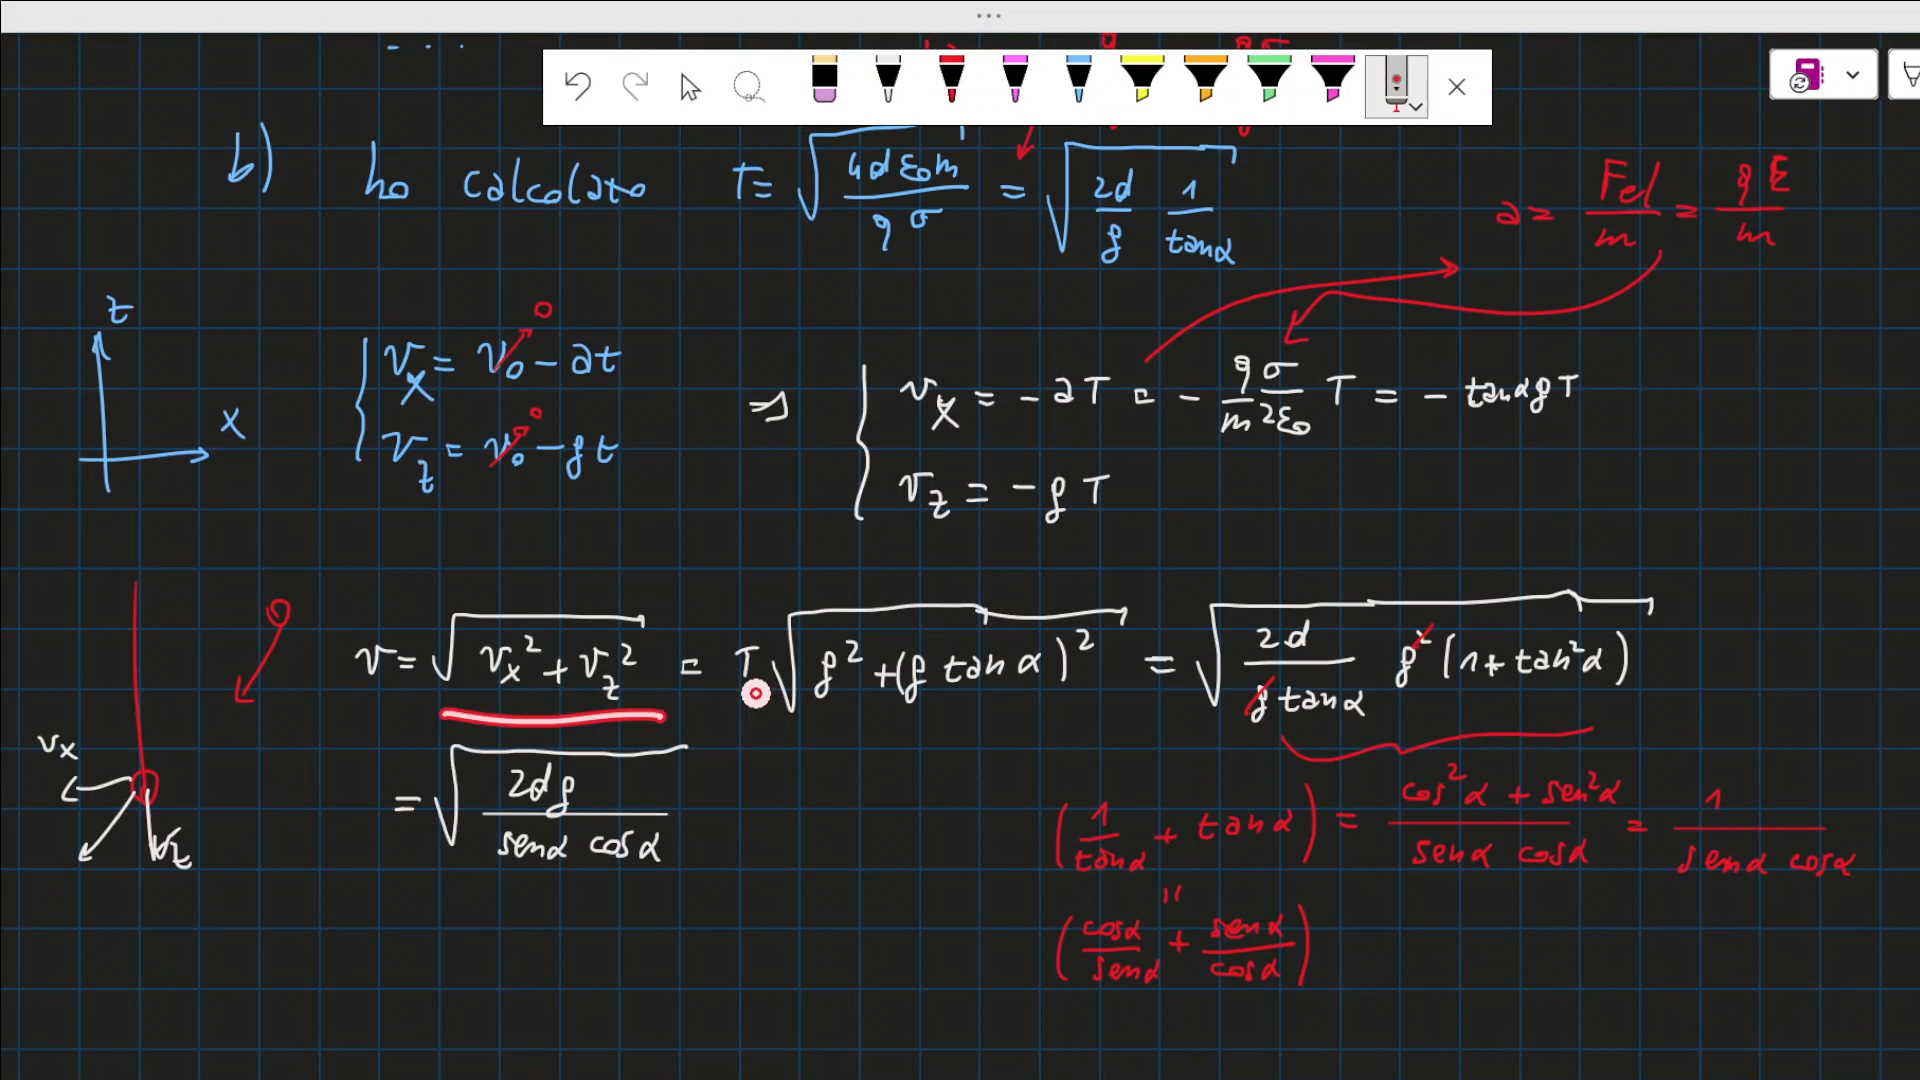 b) ho calcolato T = √(4dε₀m / qσ) = √(2d/g 1/tanα)
a = Fel/m = qE/m
z
x
vx = v₀ - at
vz = v₀ - gt
0
0
⇒ vx = -aT = - qσ/m2ε₀ T = - tanα g T
vz = -gT
v = √(vx² + vz²) = T √(g² + (g tanα)²) = √(2d/(g tanα) g² (1 + tan²α))
vx
vz
= √(2dg / senα cosα)
(1/tanα + tanα) = (cos²α + sen²α) / (senα cosα) = 1 / (senα cosα)
"
(cosα/senα + senα/cosα)